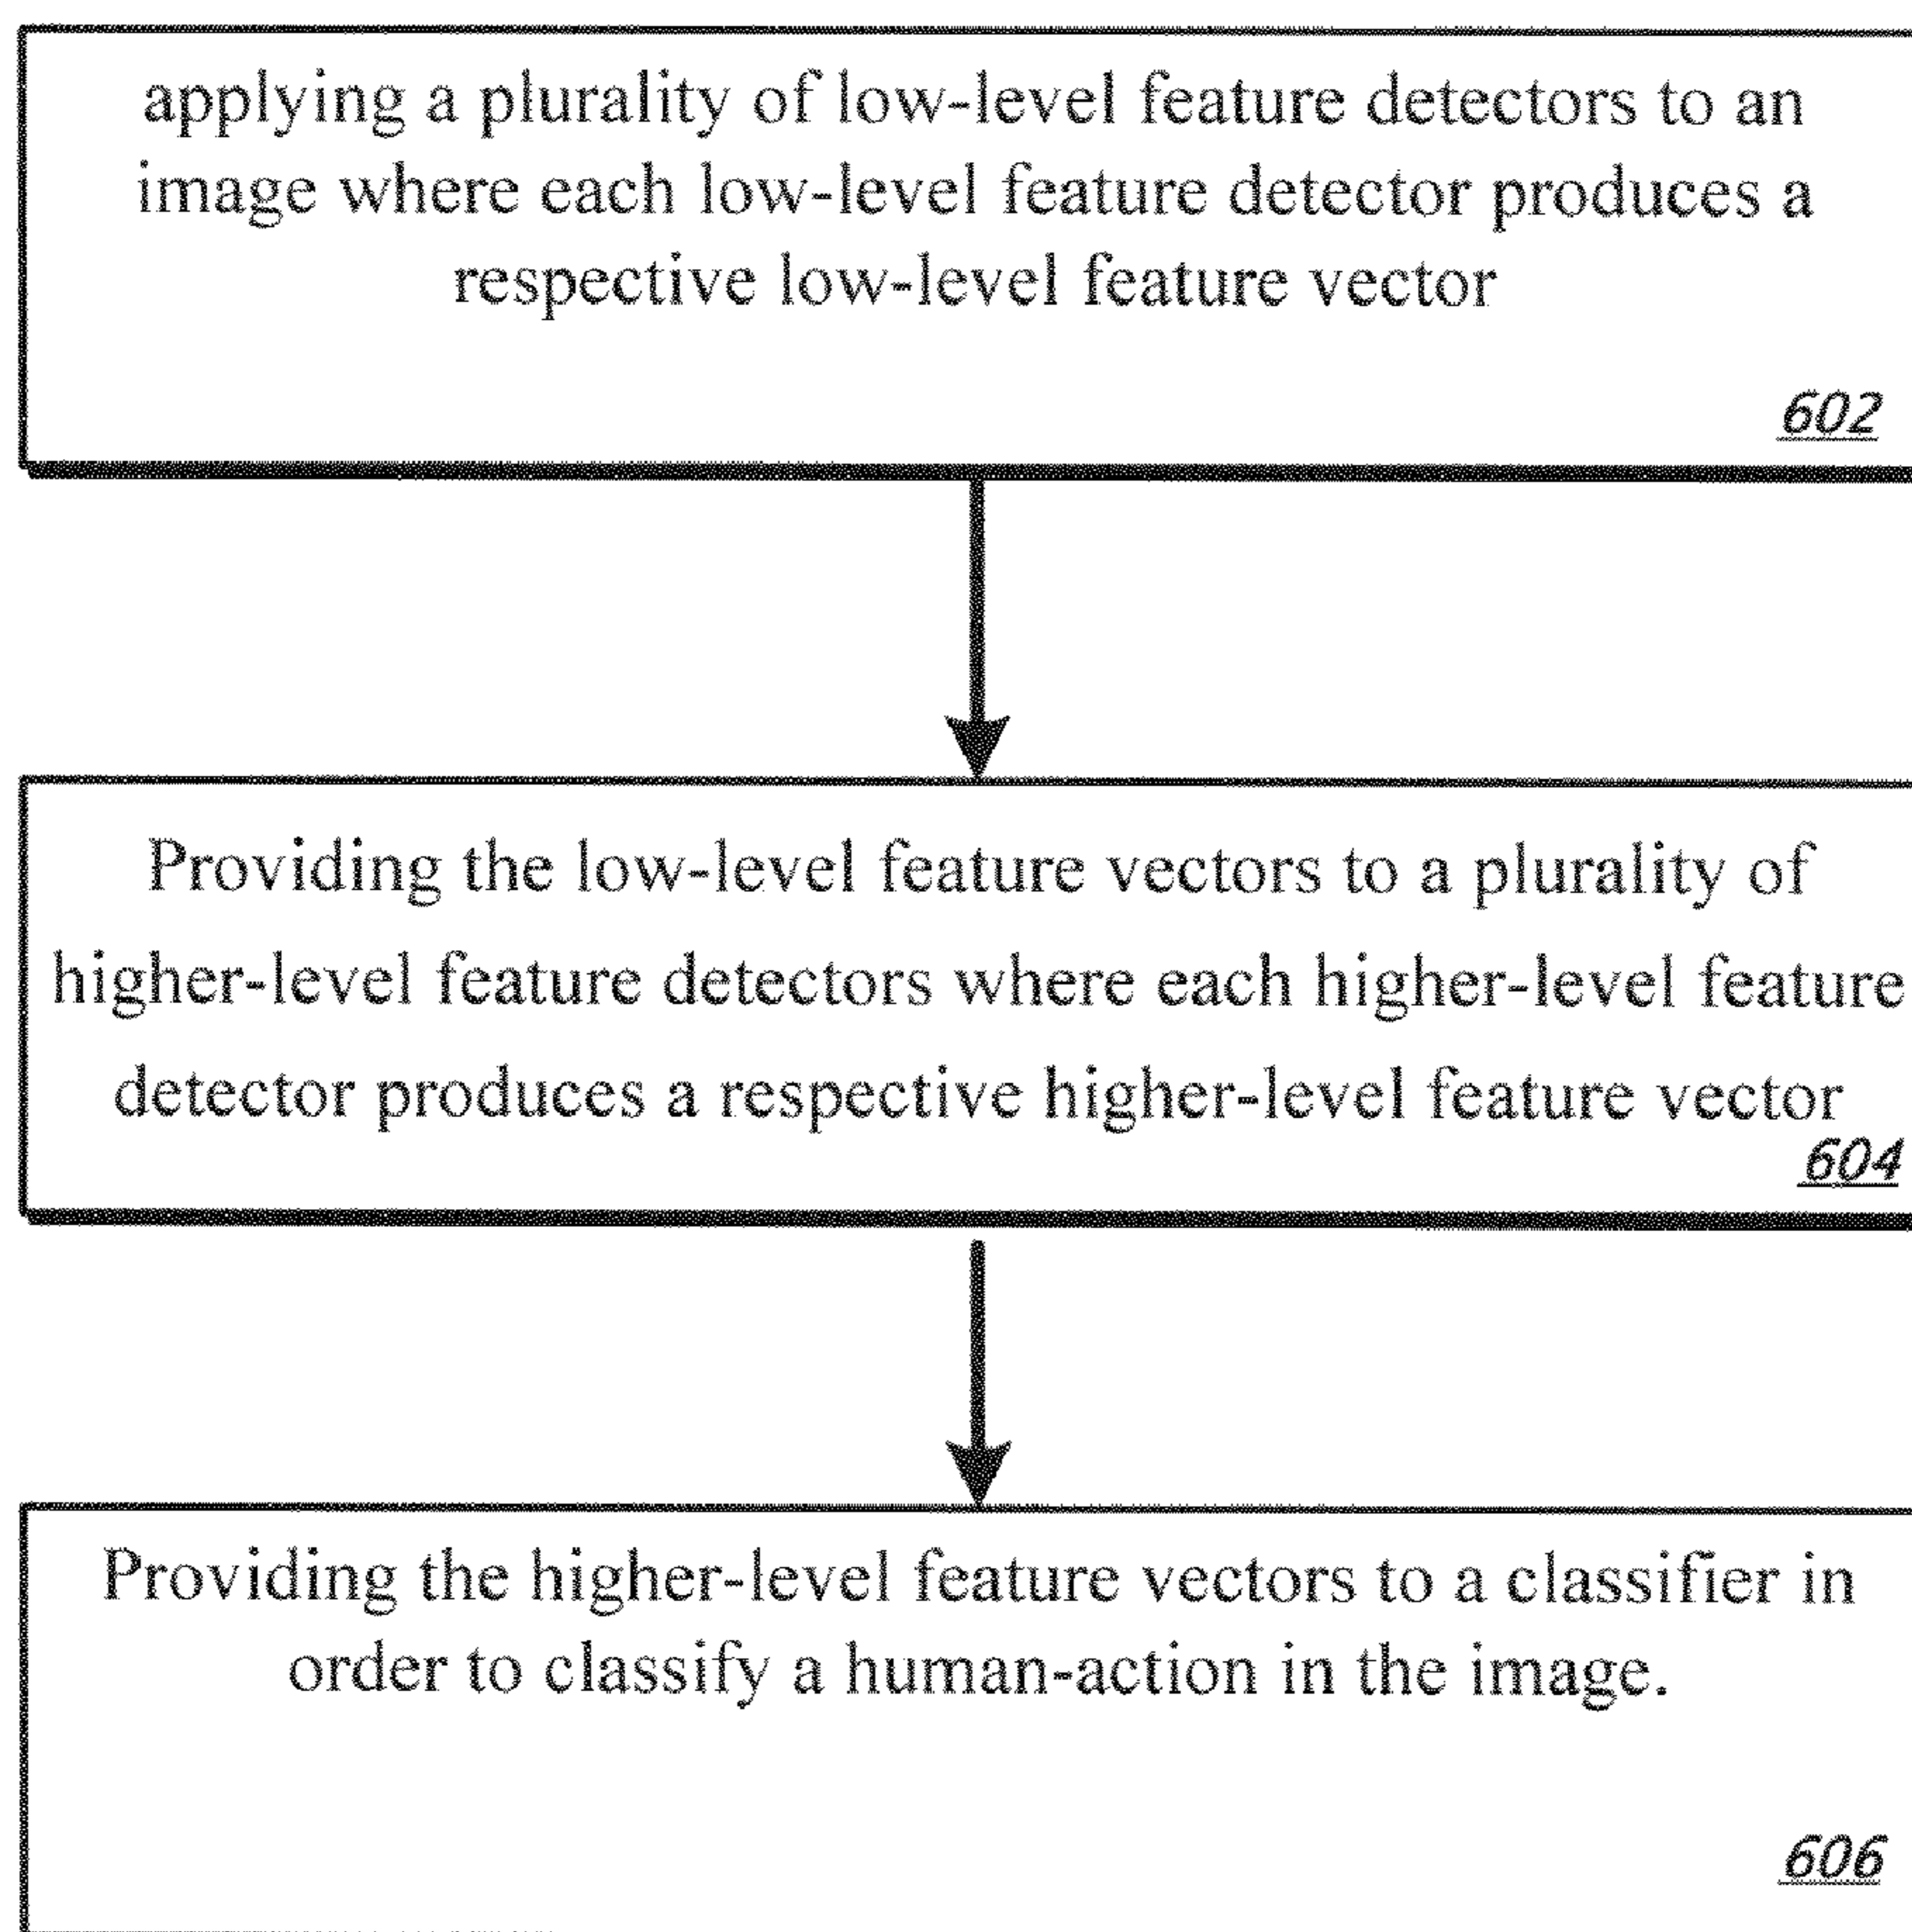 applying a plurality of low-level feature detectors to an
image where each low-level feature detector produces a
respective low-level feature vector
602
Providing the low-level feature vectors to a plurality of
higher-level feature detectors where each higher-level feature
detector produces a respective higher-level feature vector
604
Providing the higher-level feature vectors to a classifier in
order to classify a human-action in the image.
606